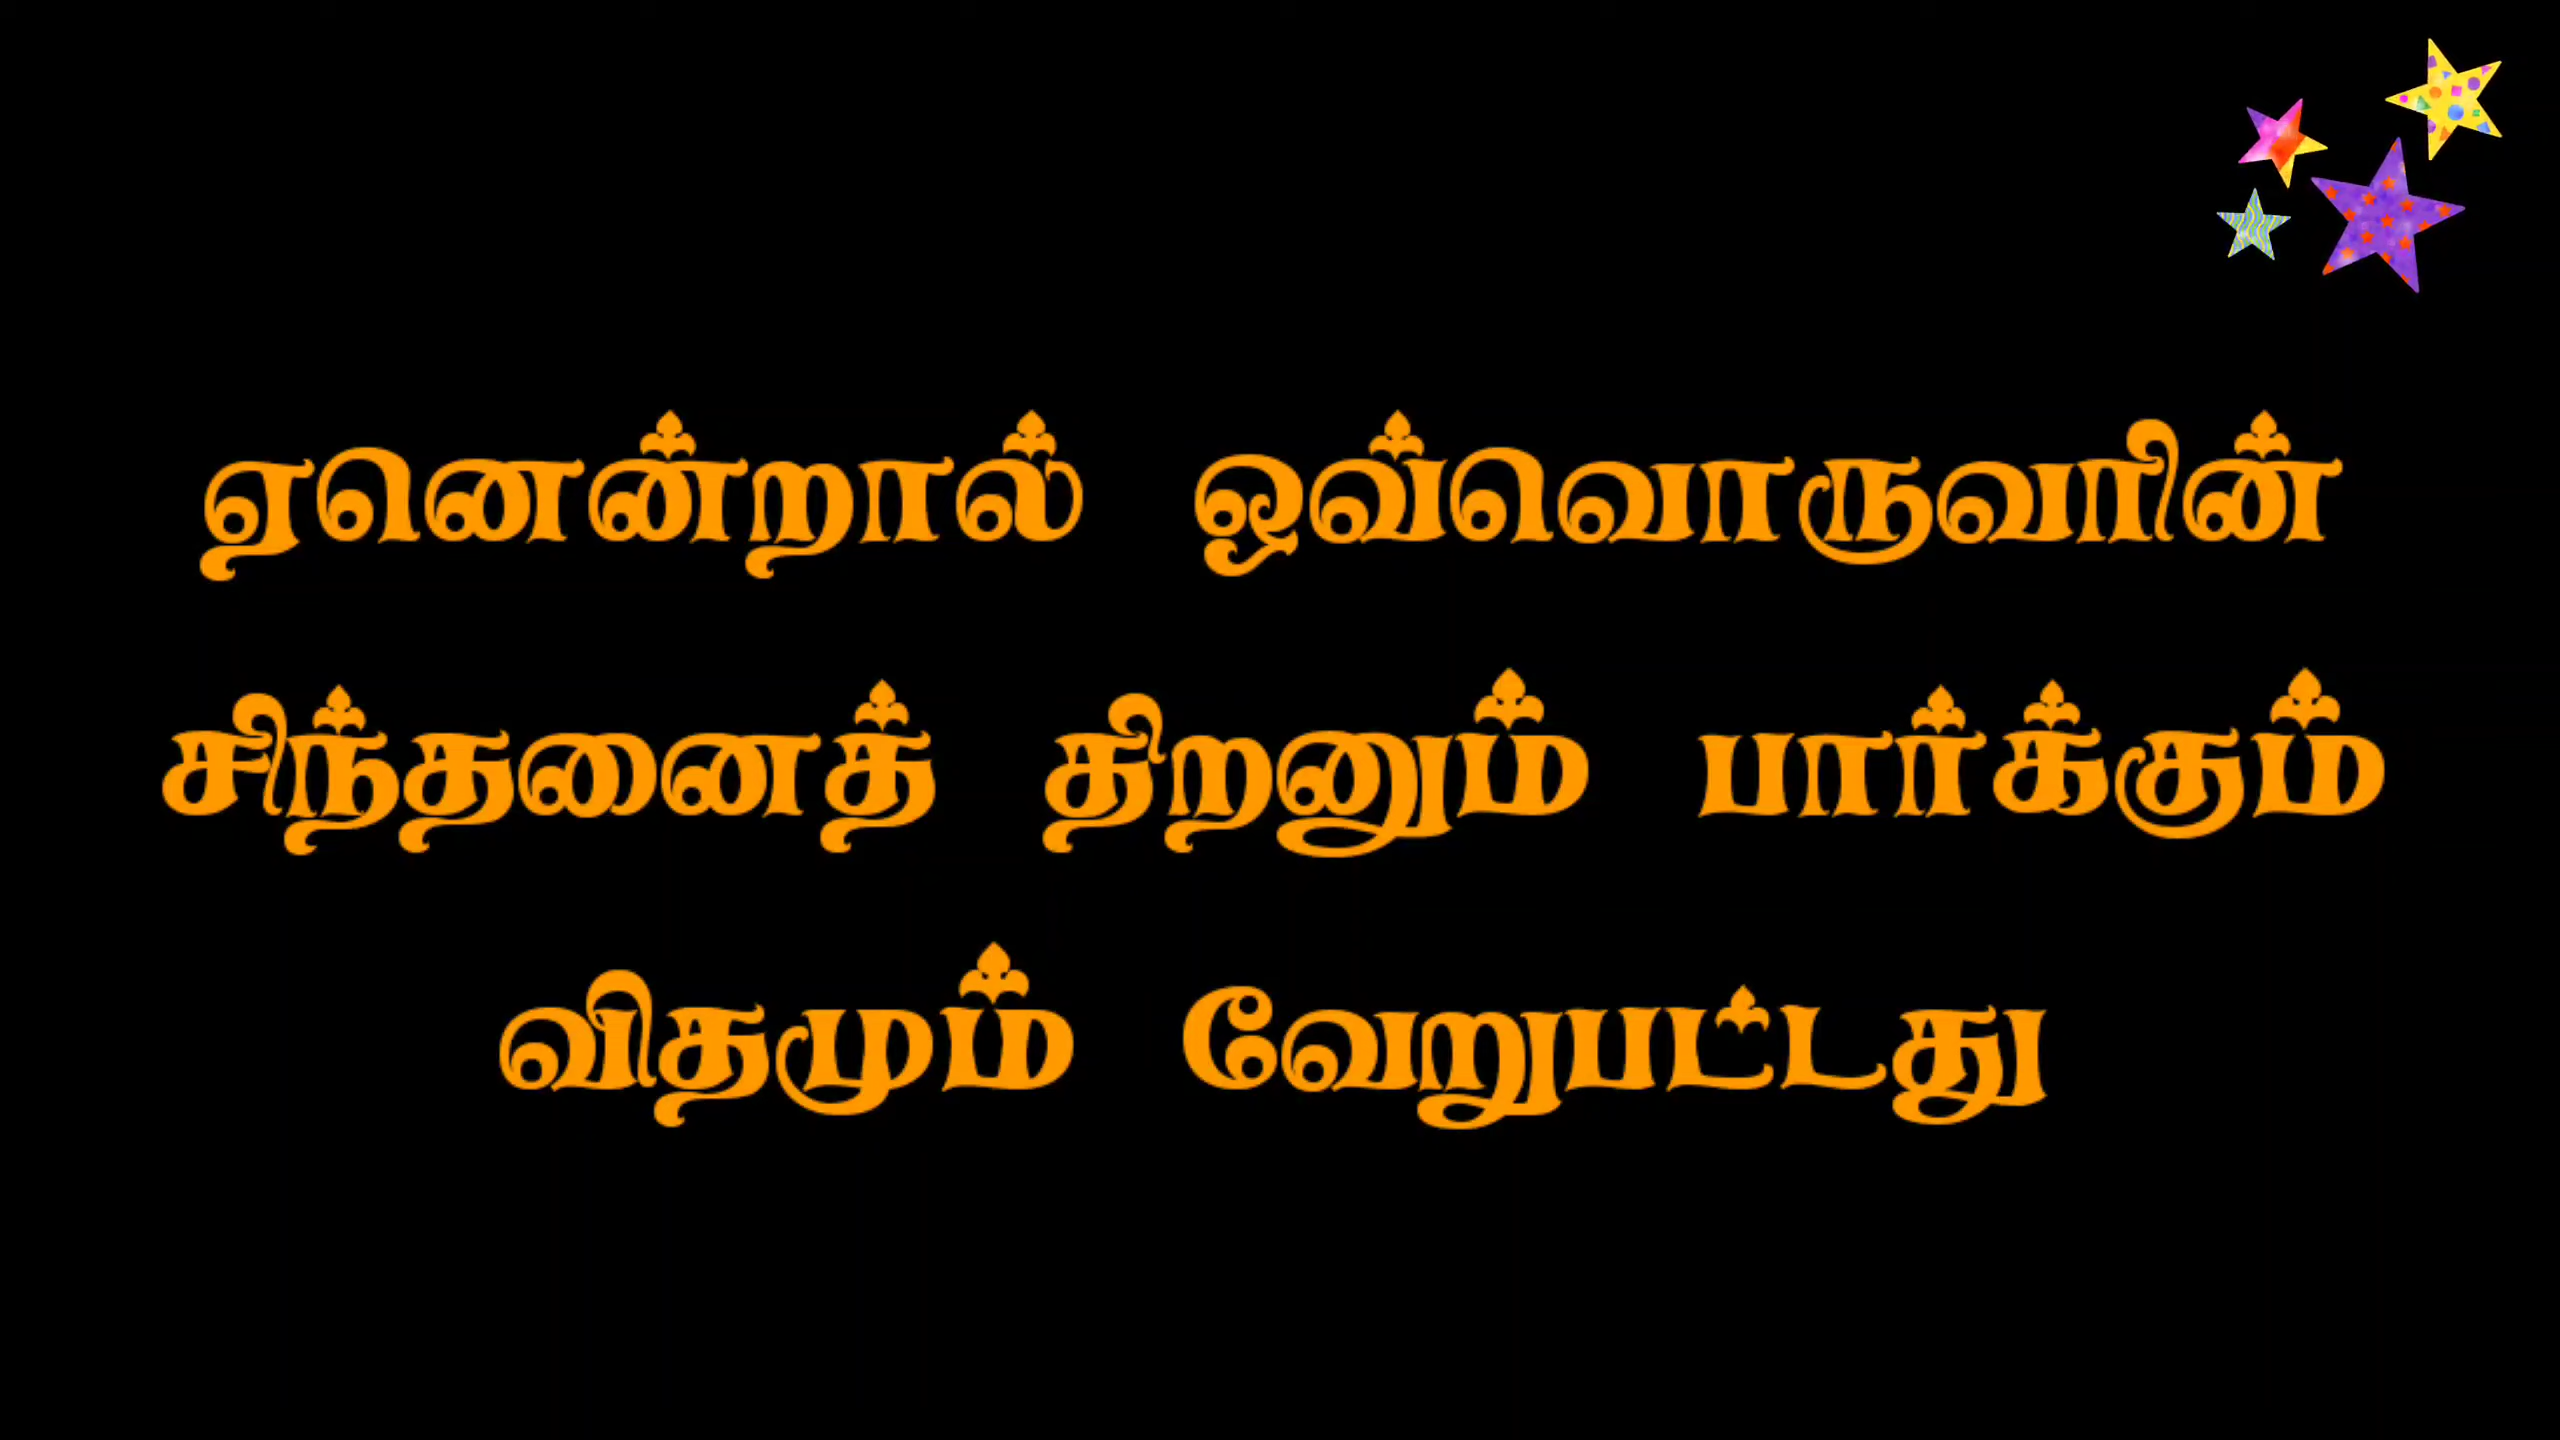 ஏனென்றால் ஒவ்வொருவரின்
சிந்தனைத் திறனும் பார்க்கும்
விதமும் வேறுபட்டது